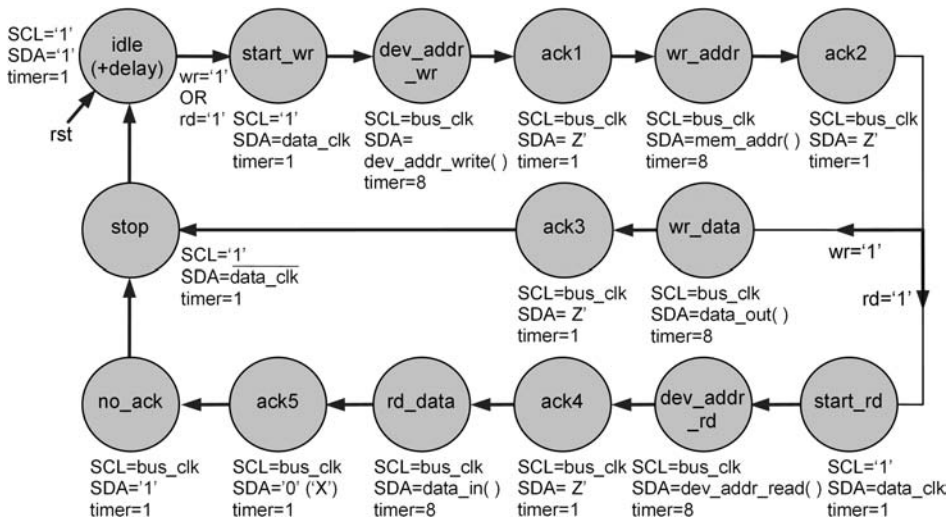 SCL=‘1’
SDA=‘1’
timer=1
idle
(+delay)
rst
wr=‘1’
OR
rd=‘1’
start_wr
SCL=‘1’
SDA=data_clk
timer=1
dev_addr
_wr
SCL=bus_clk
SDA=
dev_addr_write( )
timer=8
ack1
SCL=bus_clk
SDA= Z’
timer=1
wr_addr
SCL=bus_clk
SDA=mem_addr( )
timer=8
ack2
SCL=bus_clk
SDA= Z’
timer=1
stop
SCL=‘1’
SDA=data_clk
timer=1
ack3
SCL=bus_clk
SDA= Z’
timer=1
wr_data
SCL=bus_clk
SDA=data_out( )
timer=8
wr=‘1’
rd=‘1’
no_ack
SCL=bus_clk
SDA=‘1’
timer=1
ack5
SCL=bus_clk
SDA=‘0’ (‘X’)
timer=1
rd_data
SCL=bus_clk
SDA=data_in( )
timer=8
ack4
SCL=bus_clk
SDA= Z’
timer=1
dev_addr
_rd
SCL=bus_clk
SDA=dev_addr_read( )
timer=8
start_rd
SCL=‘1’
SDA=data_clk
timer=1